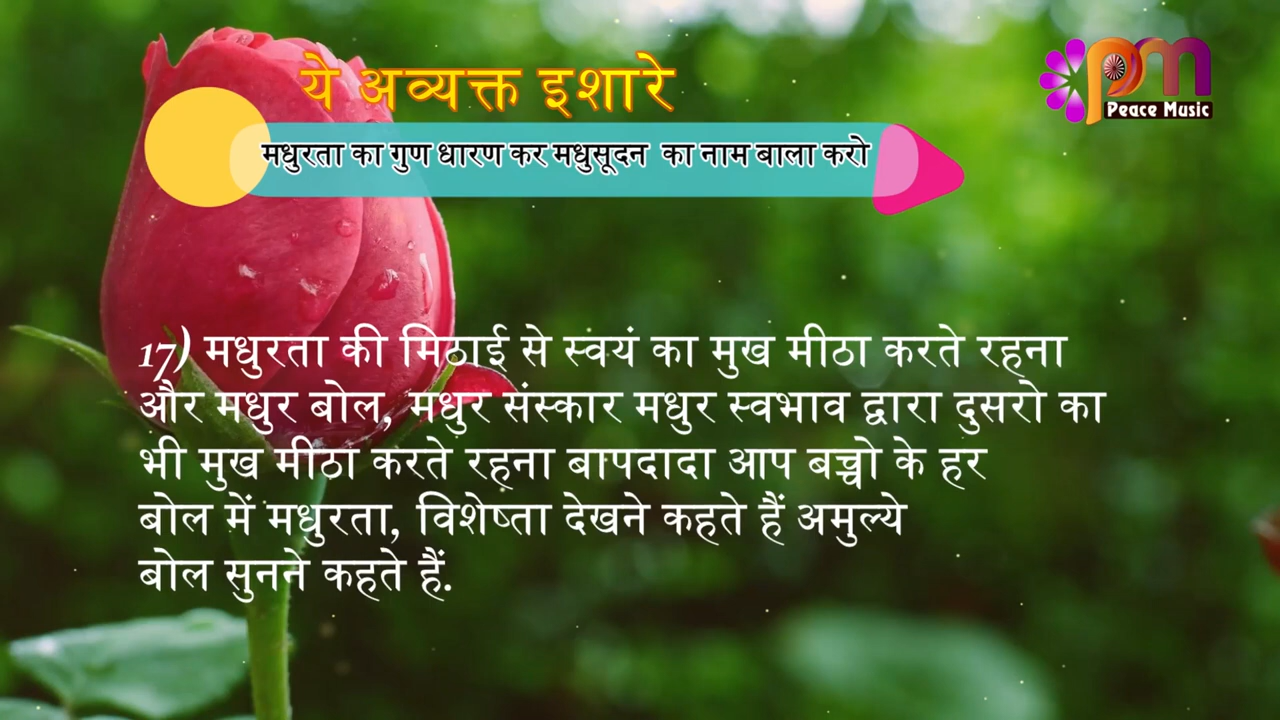 ये अव्यक्त इशारे
pm
Peace Music
मधुरता का गुण धारण कर मधुसूदन का नाम बाला करो
17) मधुरता की मिठाई से स्वयं का मुख मीठा करते रहना
और मधुर बोल, मधुर संस्कार मधुर स्वभाव द्वारा दुसरो का
भी मुख मीठा करते रहना बापदादा आप बच्चो के हर
बोल में मधुरता, विशेष्ता देखने कहते हैं अमुल्ये
बोल सुनने कहते हैं.